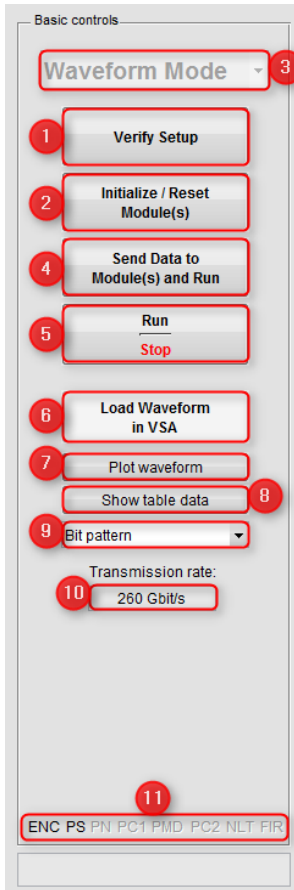 Basic controls
Waveform Mode
3
1
Verify Setup
2
Initialize / Reset
Module(s)
4
Send Data to
Module(s) and Run
5
Run
Stop
6
Load Waveform
in VSA
7
Plot waveform
Show table data
8
9
Bit pattern
Transmission rate:
10
260 Gbit/s
11
ENC PS PN PC1 PMD PC2 NLT FIR